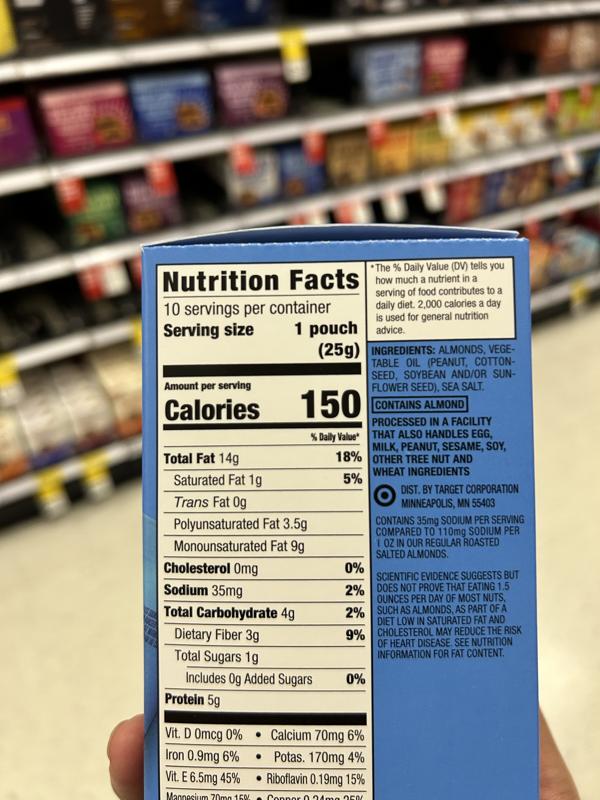 Nutrition Facts
10 servings per container
Serving size 1 pouch
(25g)
Amount per serving
Calories 150
% Daily Value*
Total Fat 14g 18%
Saturated Fat 1g 5%
Trans Fat 0g
Polyunsaturated Fat 3.5g
Monounsaturated Fat 9g
Cholesterol 0mg 0%
Sodium 35mg 2%
Total Carbohydrate 4g 2%
Dietary Fiber 3g 9%
Total Sugars 1g
Includes 0g Added Sugars 0%
Protein 5g
Vit. D 0mcg 0% • Calcium 70mg 6%
Iron 0.9mg 6% • Potas. 170mg 4%
Vit. E 6.5mg 45% • Riboflavin 0.19mg 15%
Magnesium 70mg 15% • Copper 0.24mg 25%
*The % Daily Value (DV) tells you
how much a nutrient in a
serving of food contributes to a
daily diet. 2,000 calories a day
is used for general nutrition
advice.
INGREDIENTS: ALMONDS, VEGE-
TABLE OIL (PEANUT, COTTON-
SEED, SOYBEAN AND/OR SUN-
FLOWER SEED), SEA SALT.
CONTAINS ALMOND
PROCESSED IN A FACILITY
THAT ALSO HANDLES EGG,
MILK, PEANUT, SESAME, SOY,
OTHER TREE NUT AND
WHEAT INGREDIENTS
DIST. BY TARGET CORPORATION
MINNEAPOLIS, MN 55403
CONTAINS 35mg SODIUM PER SERVING
COMPARED TO 110mg SODIUM PER
1 OZ IN OUR REGULAR ROASTED
SALTED ALMONDS.
SCIENTIFIC EVIDENCE SUGGESTS BUT
DOES NOT PROVE THAT EATING 1.5
OUNCES PER DAY OF MOST NUTS,
SUCH AS ALMONDS, AS PART OF A
DIET LOW IN SATURATED FAT AND
CHOLESTEROL MAY REDUCE THE RISK
OF HEART DISEASE. SEE NUTRITION
INFORMATION FOR FAT CONTENT.